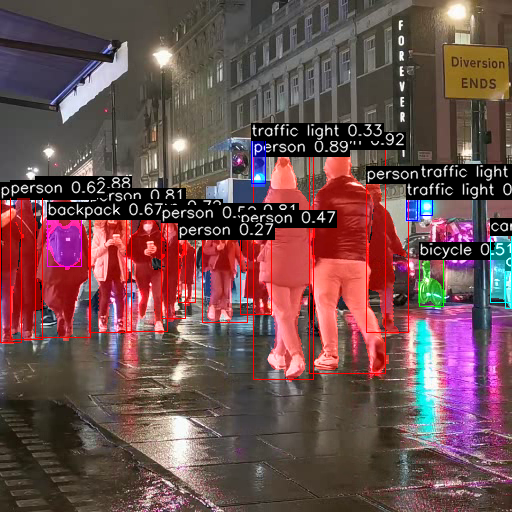 FOREVER
Diversion
ENDS
traffic light 0.33
person 0.89
0.92
person
traffic light
traffic light 0
person 0.62
0.88
person 0.81
backpack 0.67
person 0.5
0.81
person 0.47
person 0.27
bicycle 0.51
car